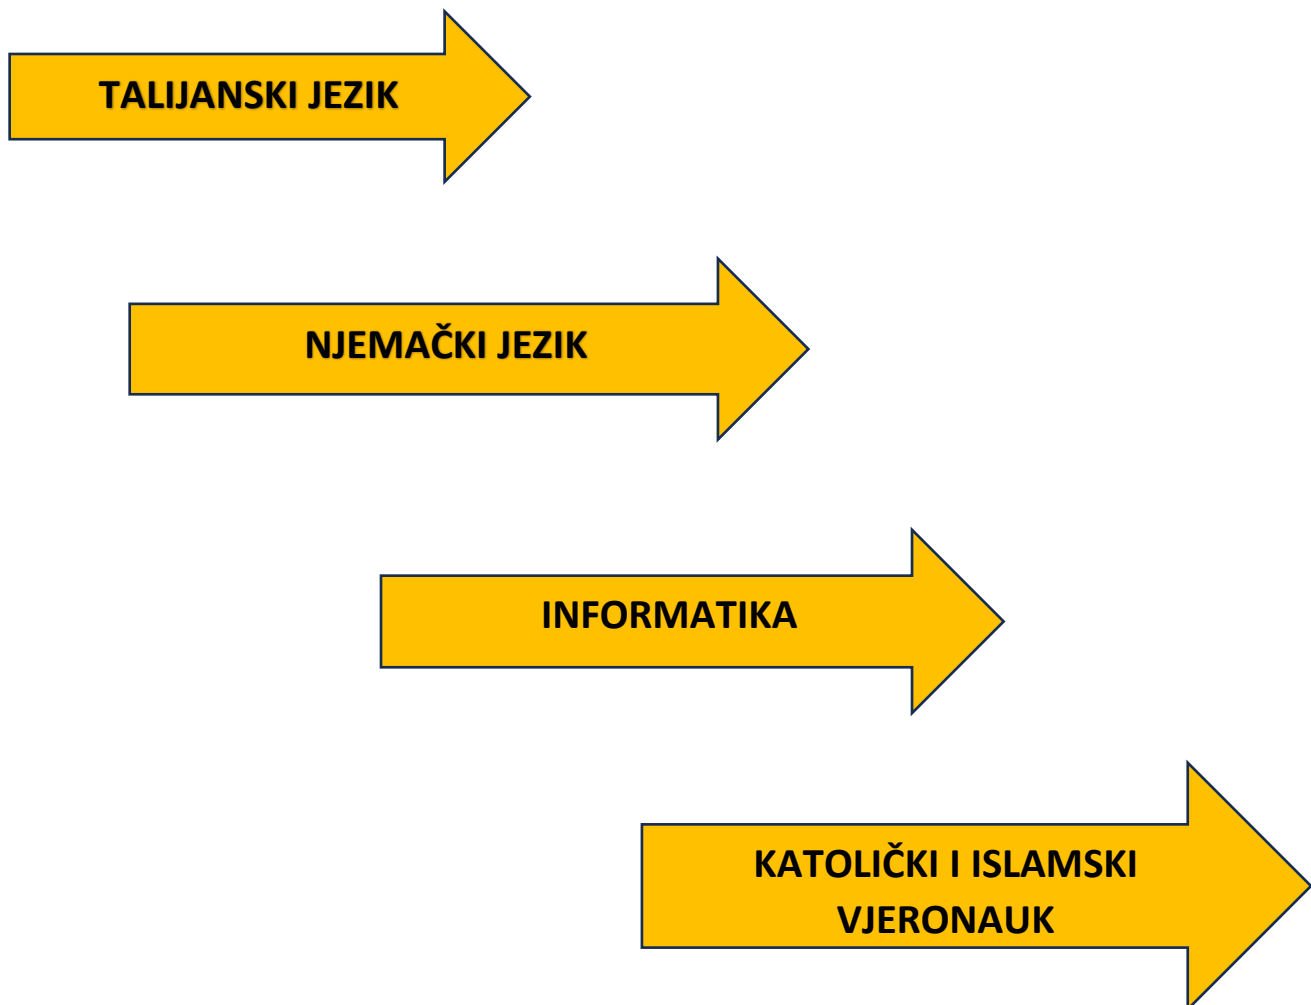 TALIJANSKI JEZIK
NJEMAČKI JEZIK
INFORMATIKA
KATOLIČKI I ISLAMSKI
VJERONAUK